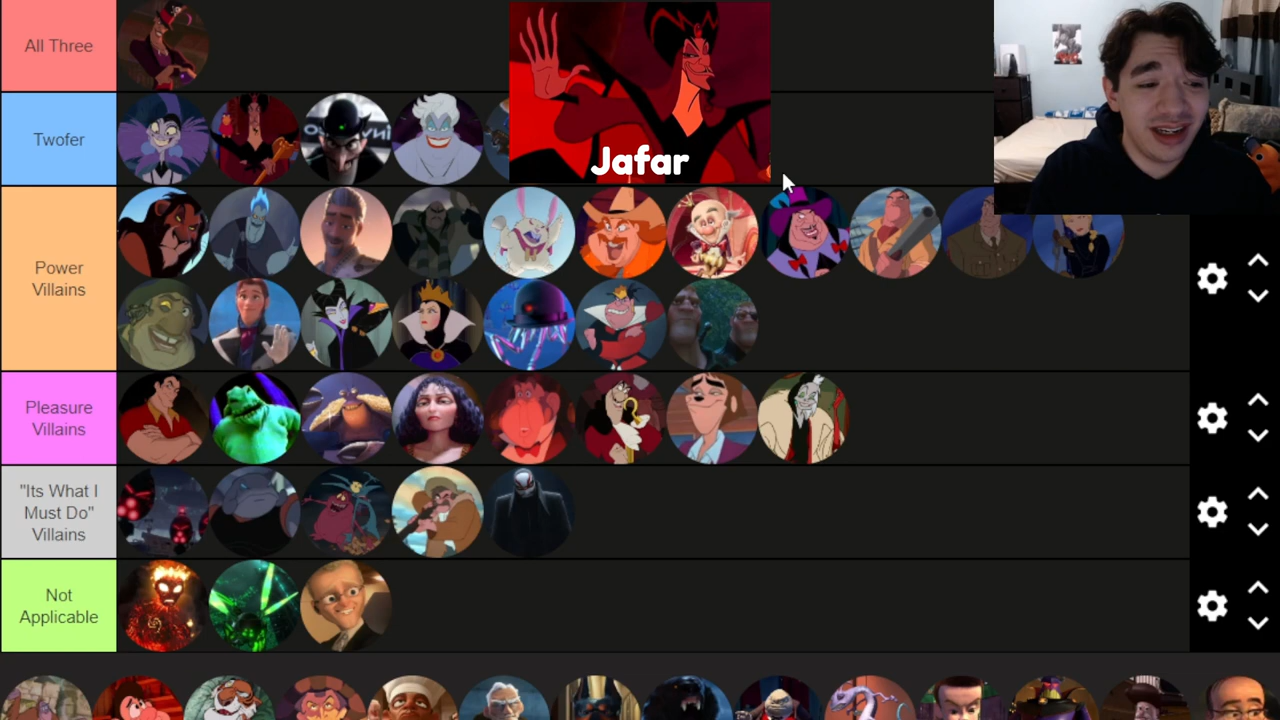 All Three
Twofer
Jafar
Power
Villains
Pleasure
Villains
"Its What I
Must Do"
Villains
Not
Applicable